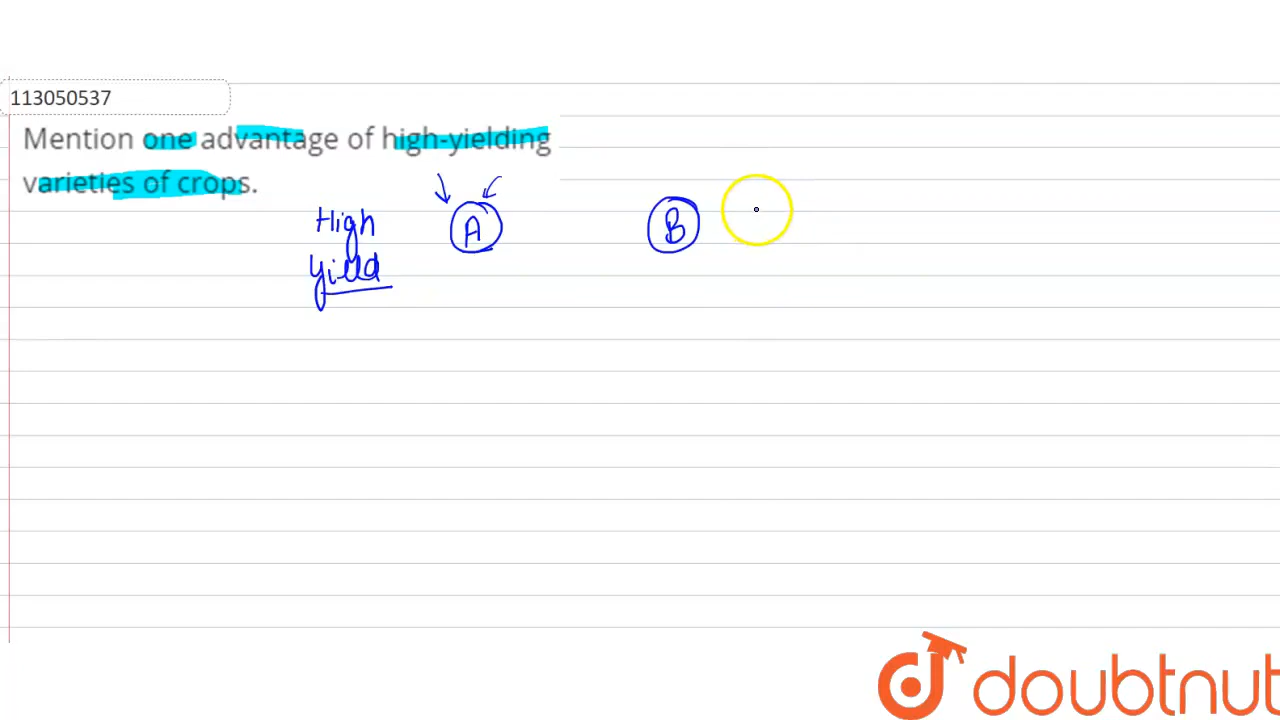 113050537
Mention one advantage of high-yielding
varieties of crops.
High A B
Yield
doubtnut